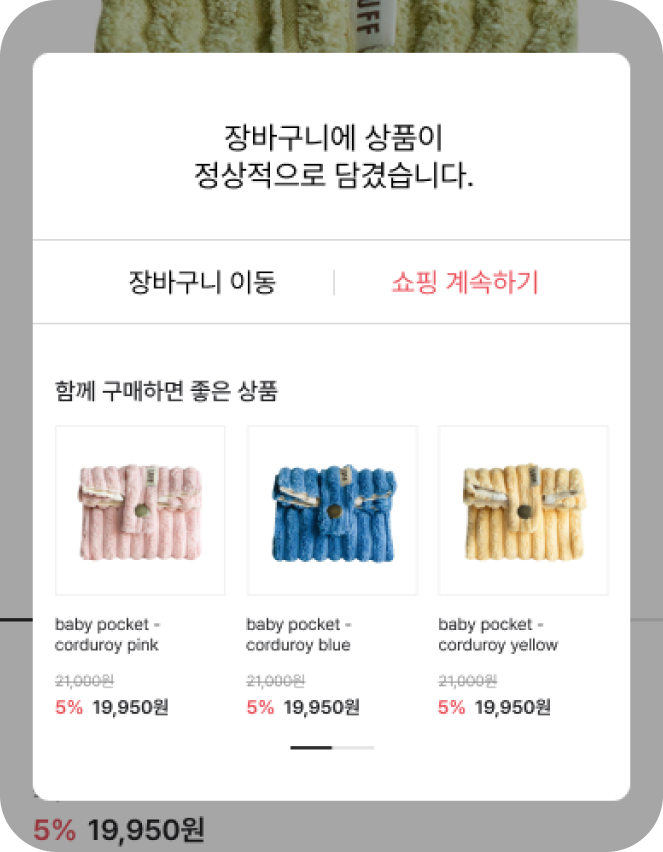 UFF
장바구니에 상품이
정상적으로 담겼습니다.
장바구니 이동
쇼핑 계속하기
함께 구매하면 좋은 상품
baby pocket -
corduroy pink
21,000원
5% 19,950원
baby pocket -
corduroy blue
21,000원
5% 19,950원
baby pocket -
corduroy yellow
21,000원
5% 19,950원
5% 19,950원